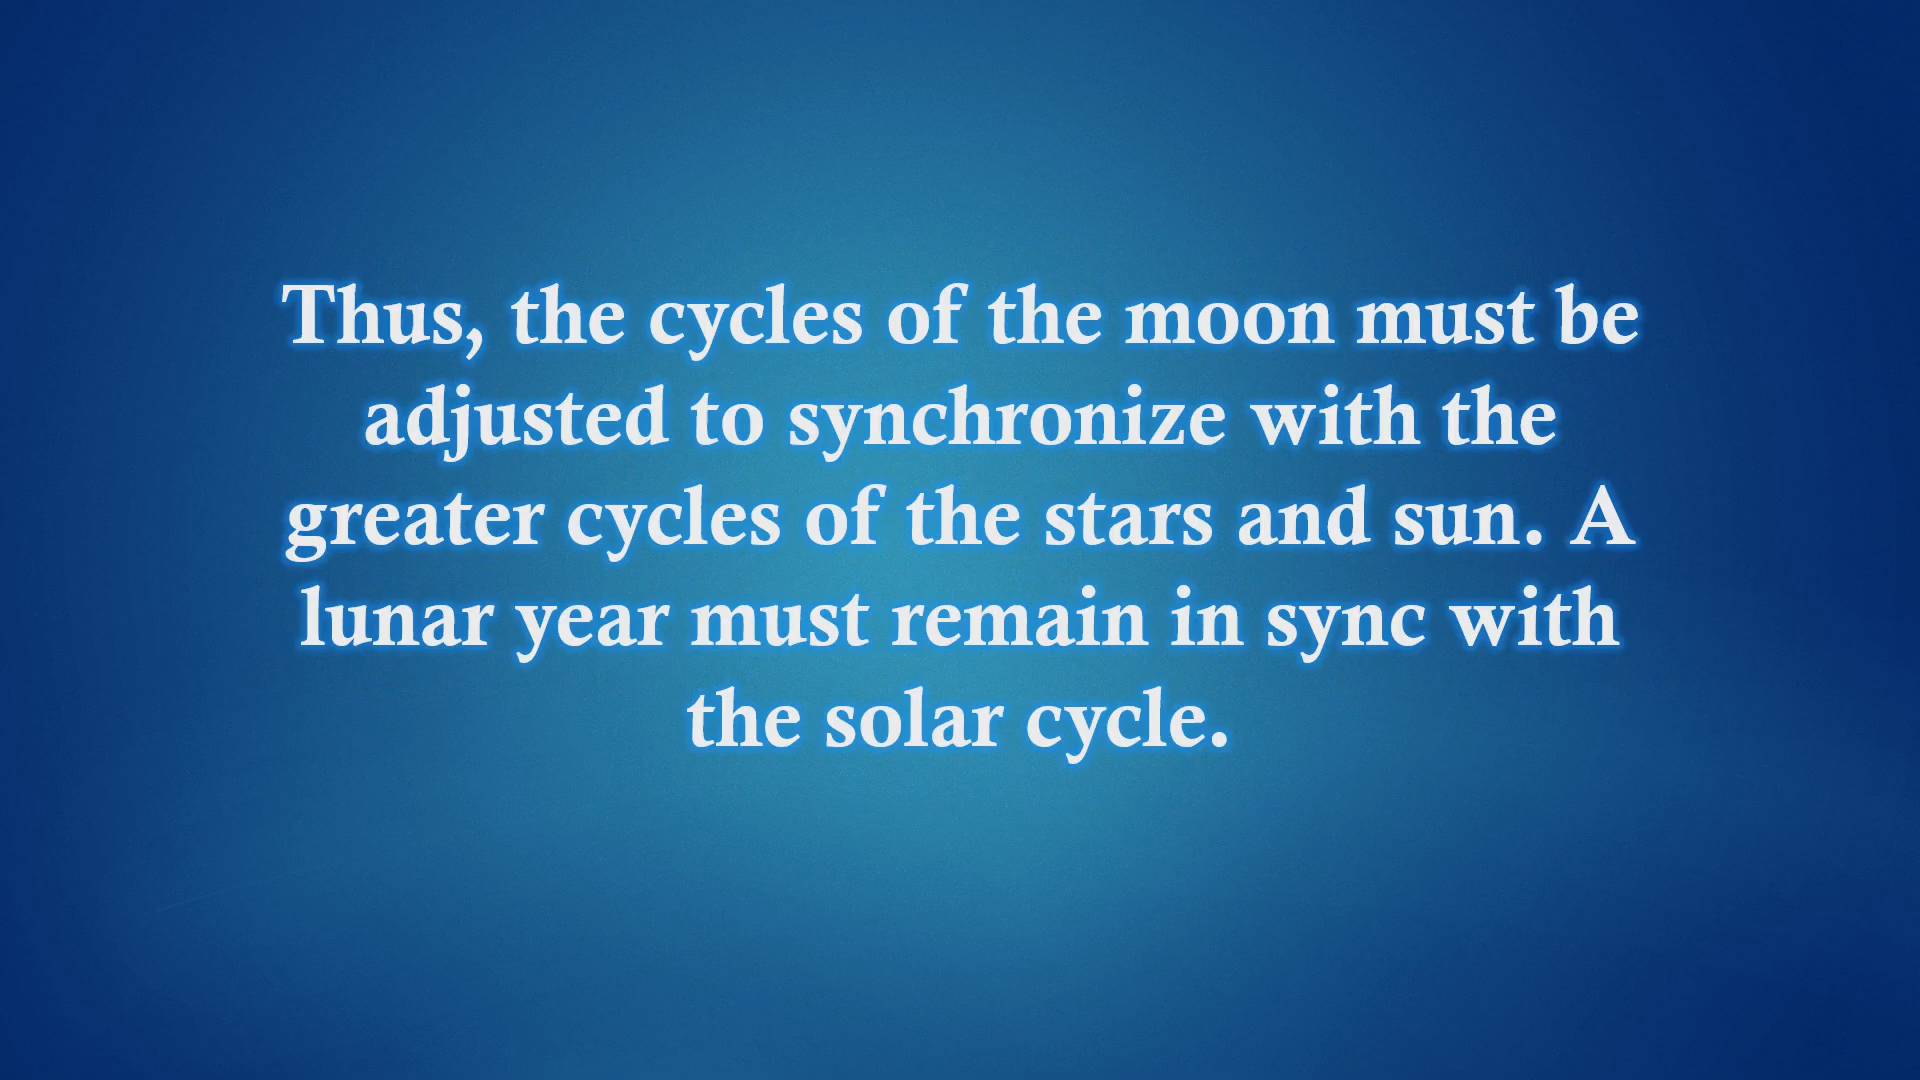 Thus, the cycles of the moon must be
adjusted to synchronize with the
greater cycles of the stars and sun. A
lunar year must remain in sync with
the solar cycle.